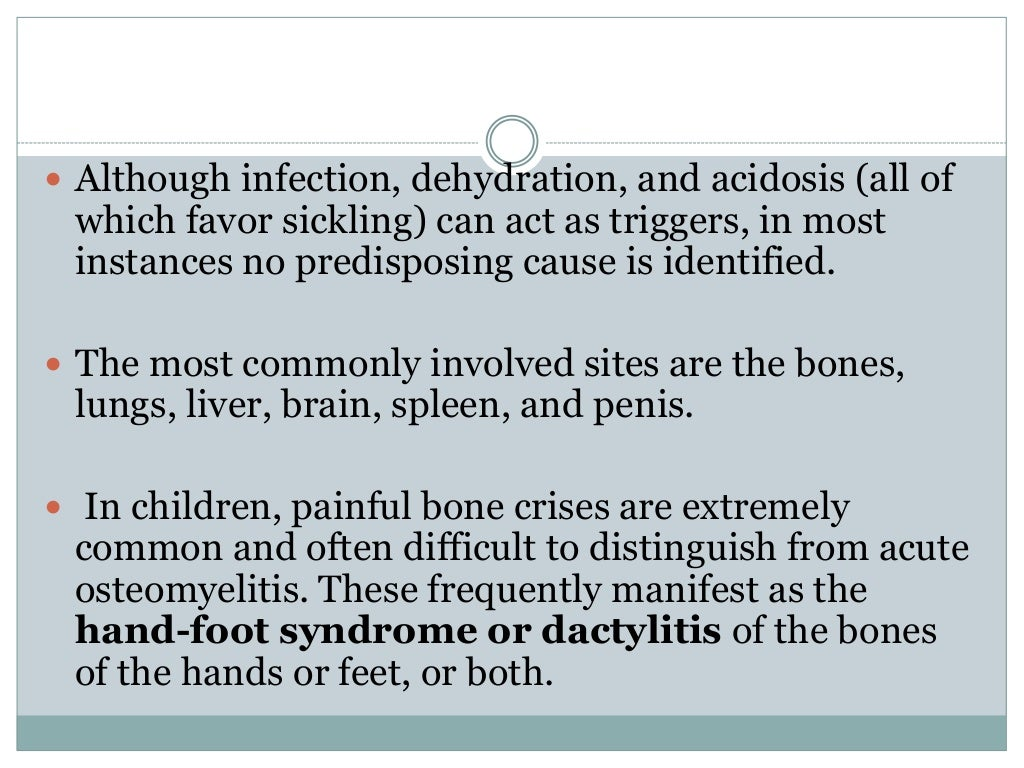 • Although infection, dehydration, and acidosis (all of
which favor sickling) can act as triggers, in most
instances no predisposing cause is identified.
• The most commonly involved sites are the bones,
lungs, liver, brain, spleen, and penis.
• In children, painful bone crises are extremely
common and often difficult to distinguish from acute
osteomyelitis. These frequently manifest as the
hand-foot syndrome or dactylitis of the bones
of the hands or feet, or both.